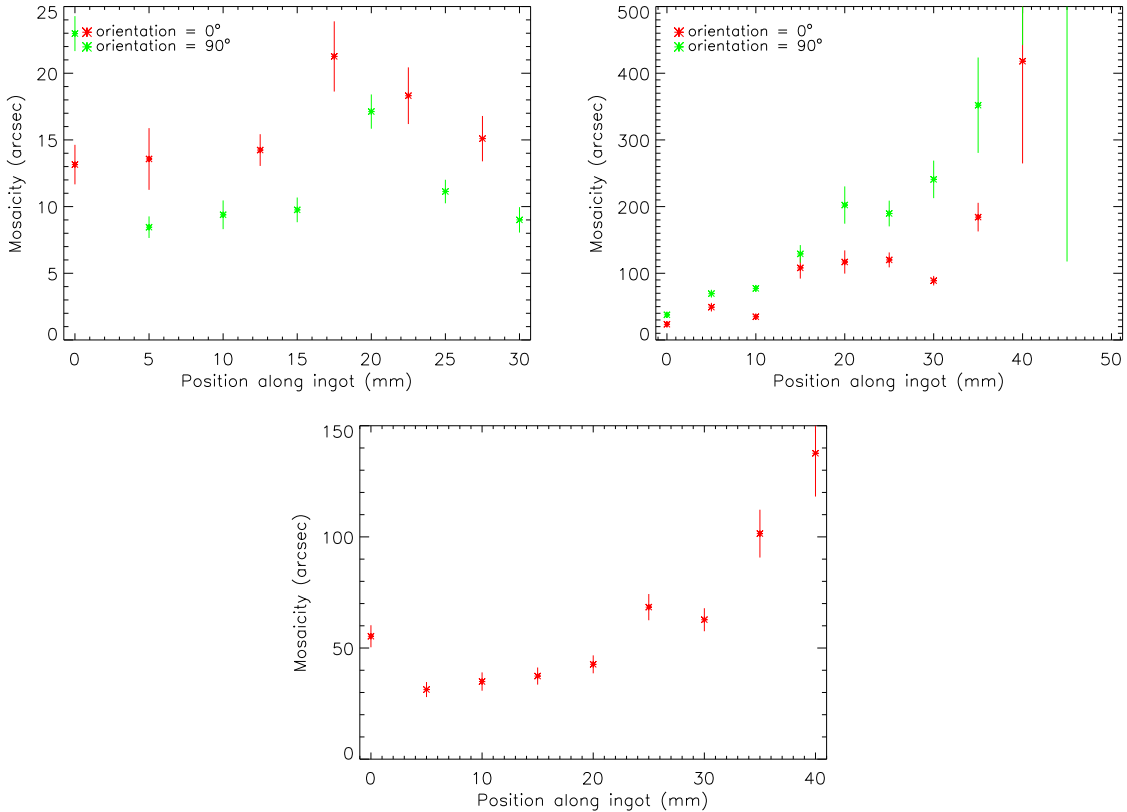 25
20
15
10
5
0
Mosaicity (arcsec)
orientation = 0°
orientation = 90°
0 5 10 15 20 25 30
Position along ingot (mm)
500
400
300
200
100
0
Mosaicity (arcsec)
orientation = 0°
orientation = 90°
0 10 20 30 40 50
Position along ingot (mm)
150
100
50
0
Mosaicity (arcsec)
0 10 20 30 40
Position along ingot (mm)